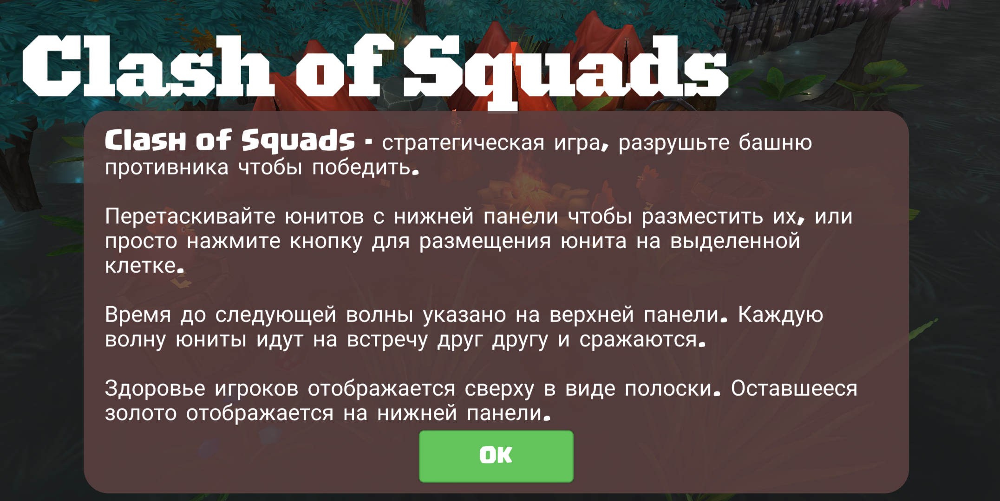 Clash of Squads
Clash of Squads - стратегическая игра, разрушьте башню
противника чтобы победить.
Перетаскивайте юнитов с нижней панели чтобы разместить их, или
просто нажмите кнопку для размещения юнита на выделенной
клетке.
Время до следующей волны указано на верхней панели. Каждую
волну юниты идут на встречу друг другу и сражаются.
Здоровье игроков отображается сверху в виде полоски. Оставшееся
золото отображается на нижней панели.
OK